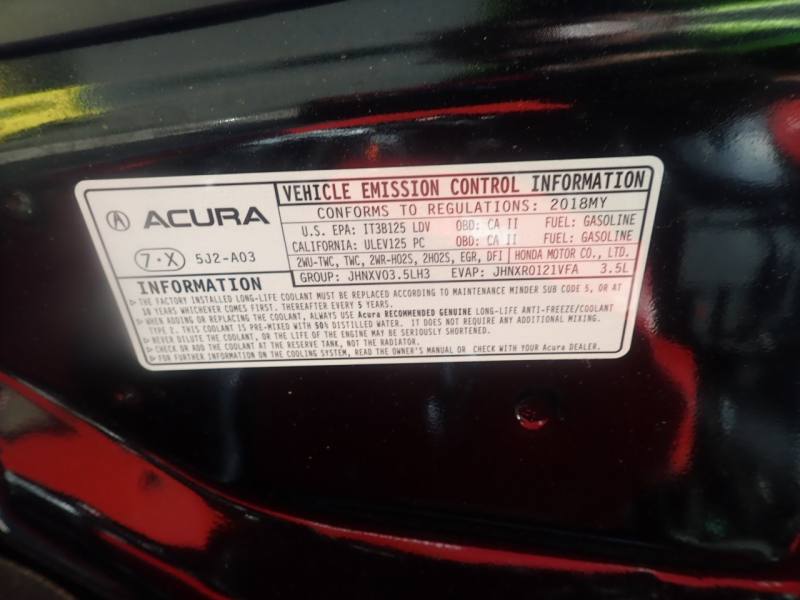 ACURA
7·X 5J2-A03
VEHICLE EMISSION CONTROL INFORMATION
CONFORMS TO REGULATIONS: 2018MY
U.S. EPA: IT3B125 LDV OBD: CA II FUEL: GASOLINE
CALIFORNIA: ULEV125 PC OBD: CA II FUEL: GASOLINE
2WU-TWC, TWC, 2WR-HO2S, 2HO2S, EGR, DFI HONDA MOTOR CO., LTD.
GROUP: JHNXV03.5LH3 EVAP: JHNXR0121VFA 3.5L
INFORMATION
▷ THE FACTORY INSTALLED LONG-LIFE COOLANT MUST BE REPLACED ACCORDING TO MAINTENANCE MINDER SUB CODE 5, OR AT
10 YEARS WHICHEVER COMES FIRST. THEREAFTER EVERY 5 YEARS.
▷ WHEN ADDING OR REPLACING THE COOLANT, ALWAYS USE Acura RECOMMENDED GENUINE LONG-LIFE ANTI-FREEZE/COOLANT
TYPE 2. THIS COOLANT IS PRE-MIXED WITH 50% DISTILLED WATER. IT DOES NOT REQUIRE ANY ADDITIONAL MIXING.
▷ NEVER DILUTE THE COOLANT, OR THE LIFE OF THE ENGINE MAY BE SERIOUSLY SHORTENED.
▷ CHECK OR ADD THE COOLANT AT THE RESERVE TANK, NOT THE RADIATOR.
▷ FOR FURTHER INFORMATION ON THE COOLING SYSTEM, READ THE OWNER'S MANUAL OR CHECK WITH YOUR Acura DEALER.